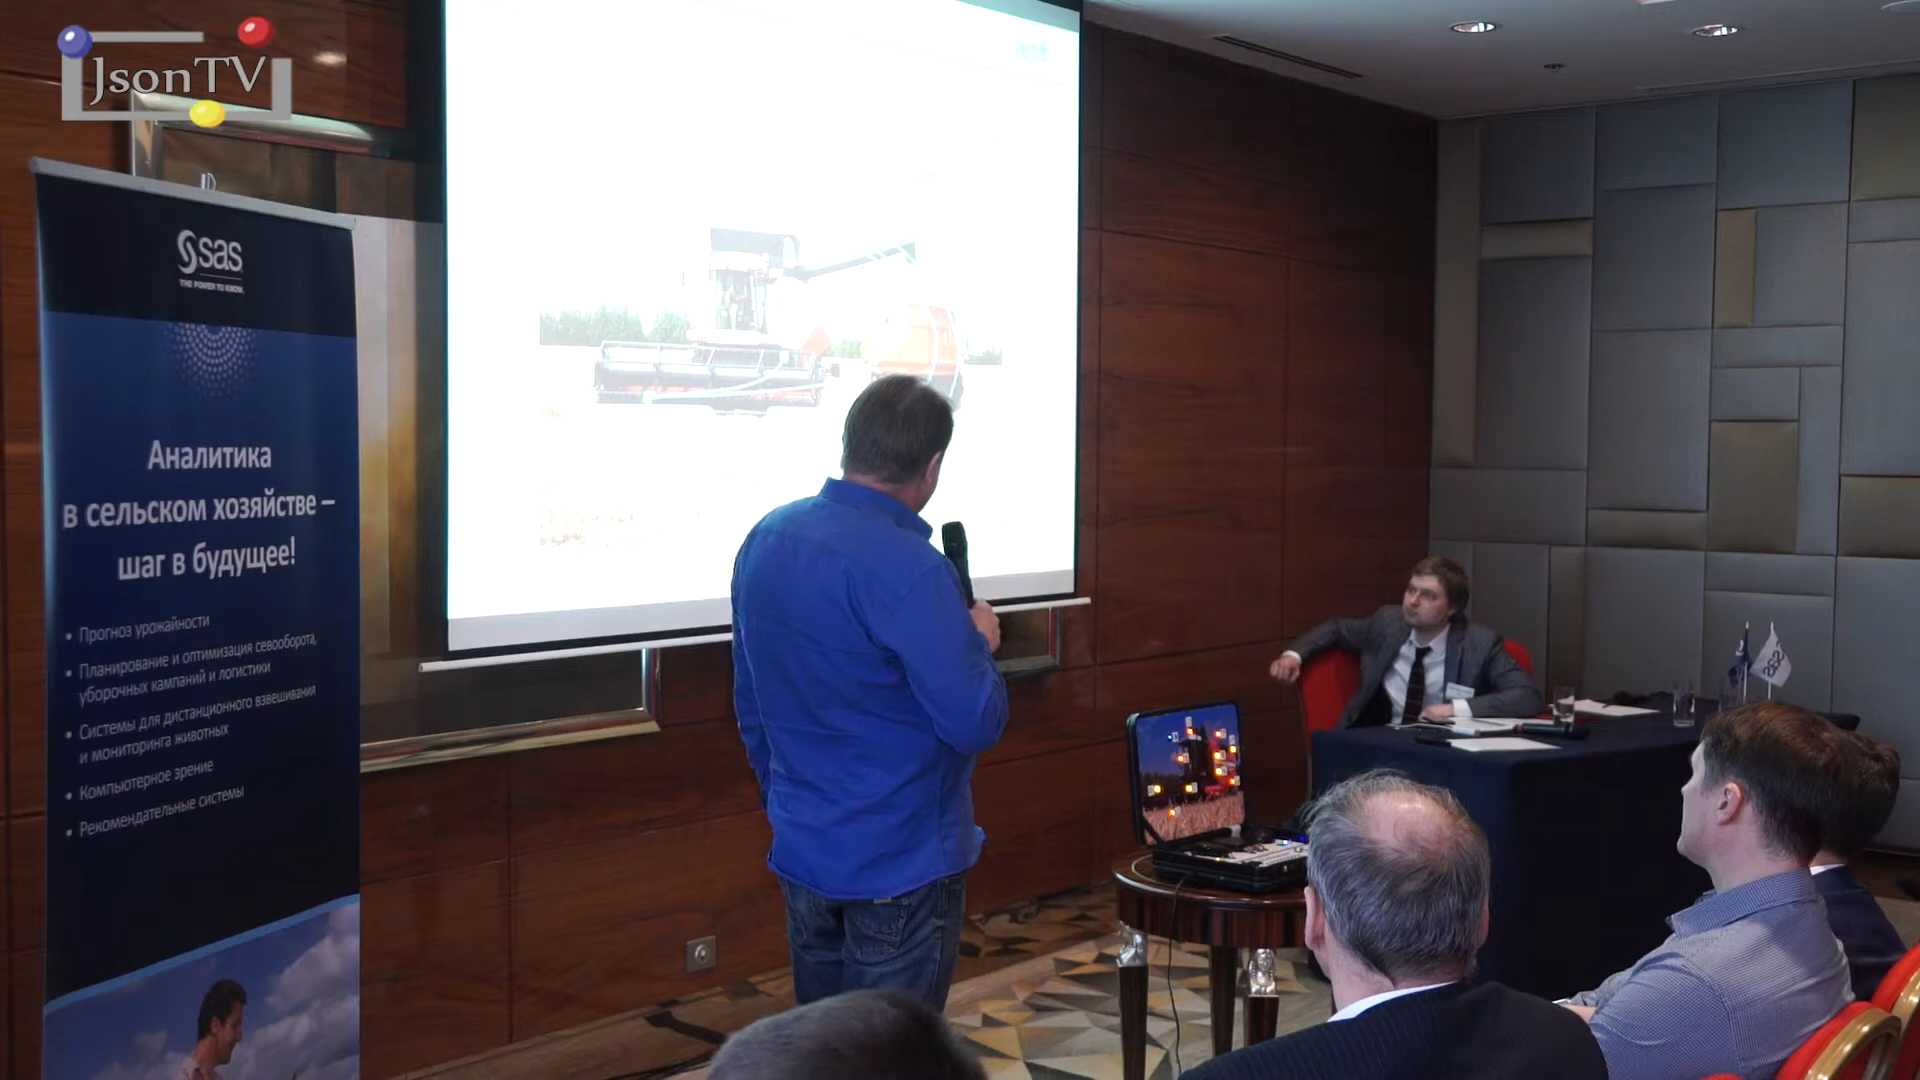 JsonTV
sas
THE POWER TO KNOW.
Аналитика
в сельском хозяйстве –
шаг в будущее!
• Прогноз урожайности
• Планирование и оптимизация севооборота,
уборочных кампаний и логистики
• Системы для дистанционного взвешивания
и мониторинга животных
• Компьютерное зрение
• Рекомендательные системы
sas